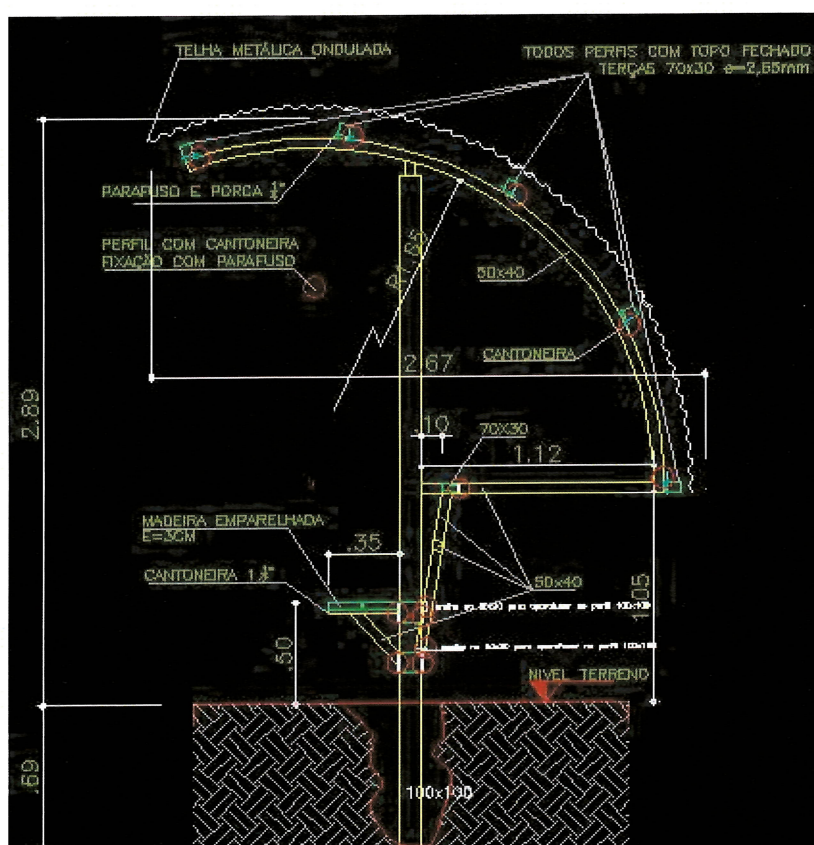 TELHA METÁLICA ONDULADA
TODOS PERFIS COM TOPO FECHADO
TERÇAS 70x30 e=2,65mm
PARAFUSO E PORCA
PERFIL COM CANTONEIRA
FIXAÇÃO COM PARAFUSO
50x40
CANTONEIRA
2.67
2.89
.10
70X30
1.12
MADEIRA EMPARELHADA
E=3CM
.35
CANTONEIRA
50x40
1.05
.50
NIVEL TERRENO
.69
100x100